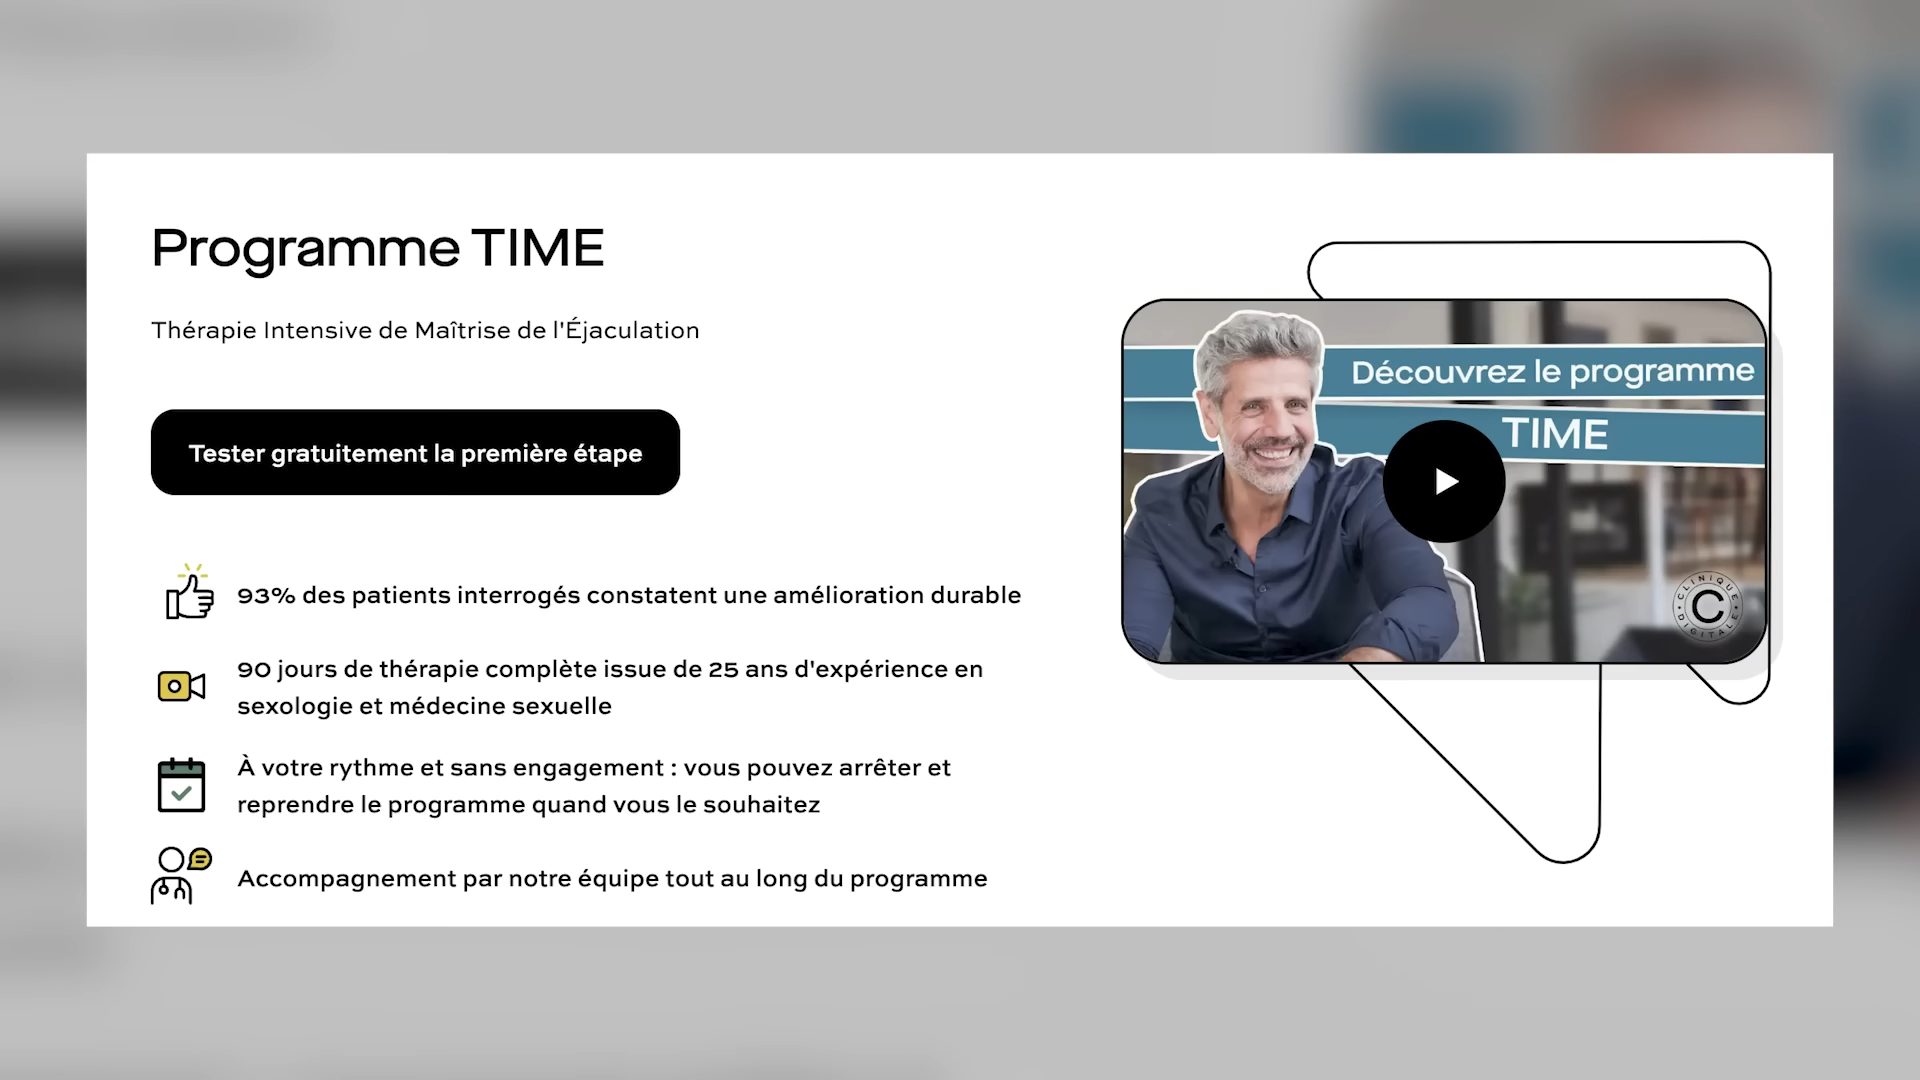 Programme TIME
Thérapie Intensive de Maîtrise de l'Éjaculation
Tester gratuitement la première étape
93% des patients interrogés constatent une amélioration durable
90 jours de thérapie complète issue de 25 ans d'expérience en
sexologie et médecine sexuelle
À votre rythme et sans engagement : vous pouvez arrêter et
reprendre le programme quand vous le souhaitez
Accompagnement par notre équipe tout au long du programme
Découvrez le programme
TIME
CLINIQUE
C
DIGITALE